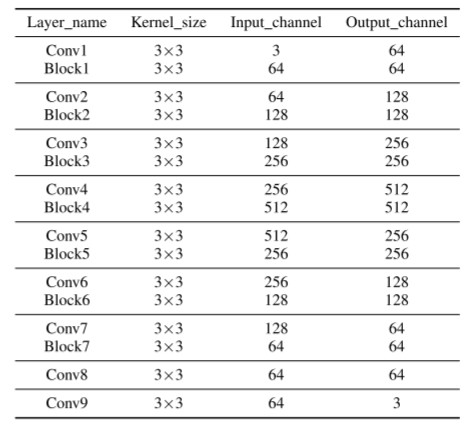 Layer_name Kernel_size Input_channel Output_channel
Conv1 3×3 3 64
Block1 3×3 64 64
Conv2 3×3 64 128
Block2 3×3 128 128
Conv3 3×3 128 256
Block3 3×3 256 256
Conv4 3×3 256 512
Block4 3×3 512 512
Conv5 3×3 512 256
Block5 3×3 256 256
Conv6 3×3 256 128
Block6 3×3 128 128
Conv7 3×3 128 64
Block7 3×3 64 64
Conv8 3×3 64 64
Conv9 3×3 64 3